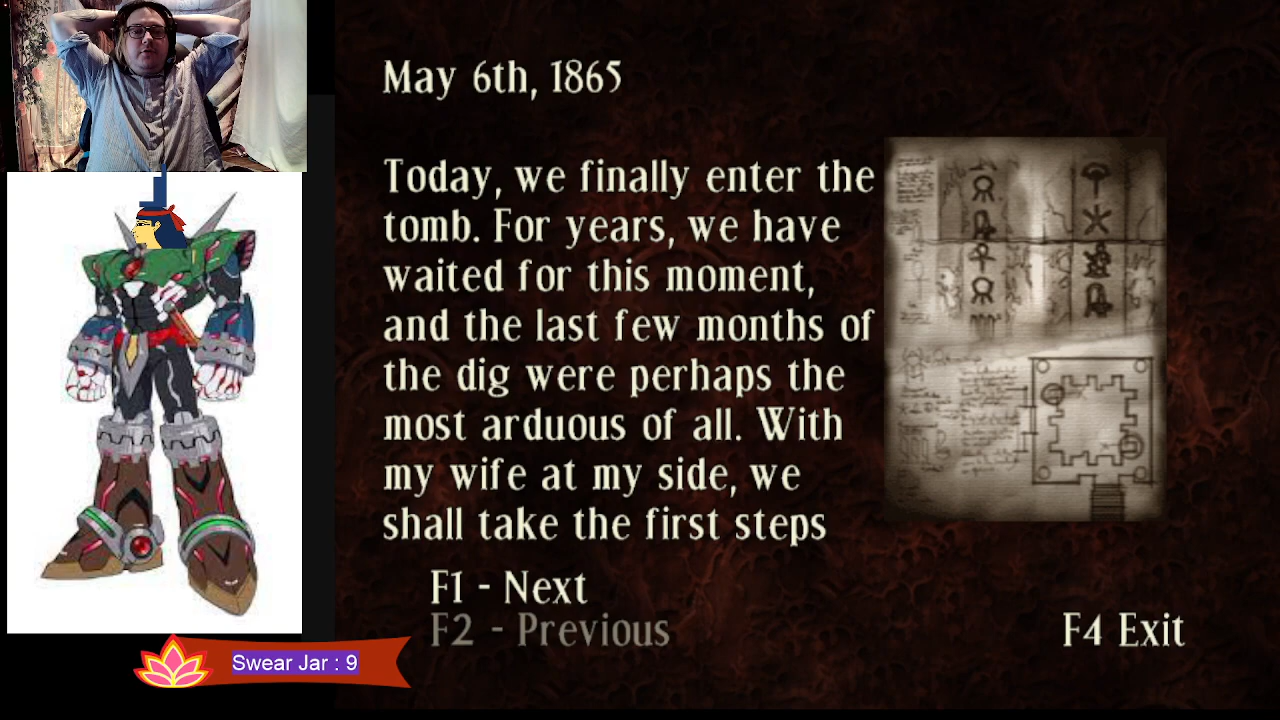 May 6th, 1865
Today, we finally enter the
tomb. For years, we have
waited for this moment,
and the last few months of
the dig were perhaps the
most arduous of all. With
my wife at my side, we
shall take the first steps
F1 - Next
F2 - Previous
F4 Exit
Swear Jar : 9